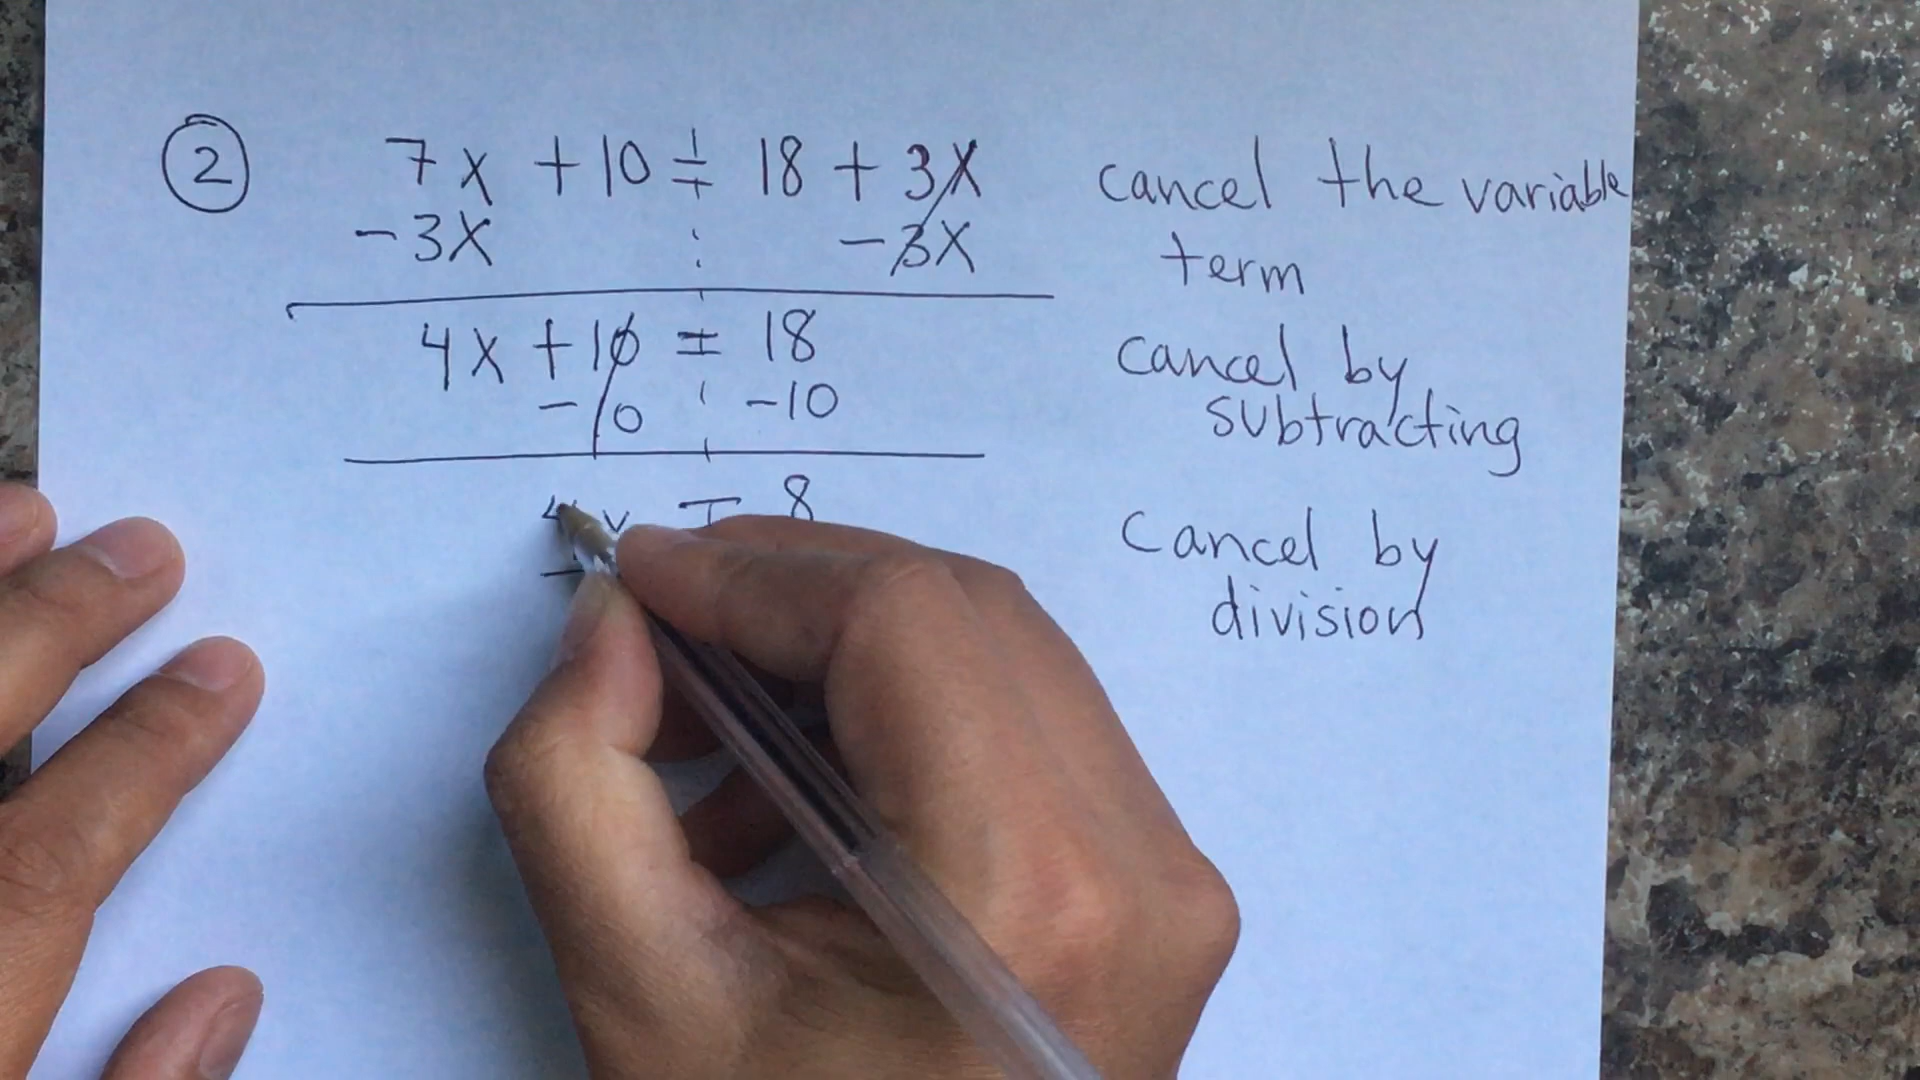 2
7x + 10 = 18 + 3x
cancel the variable
-3x -3x
term
4x + 10 = 18
cancel by
-10 -10
subtracting
4x = 8
cancel by
division